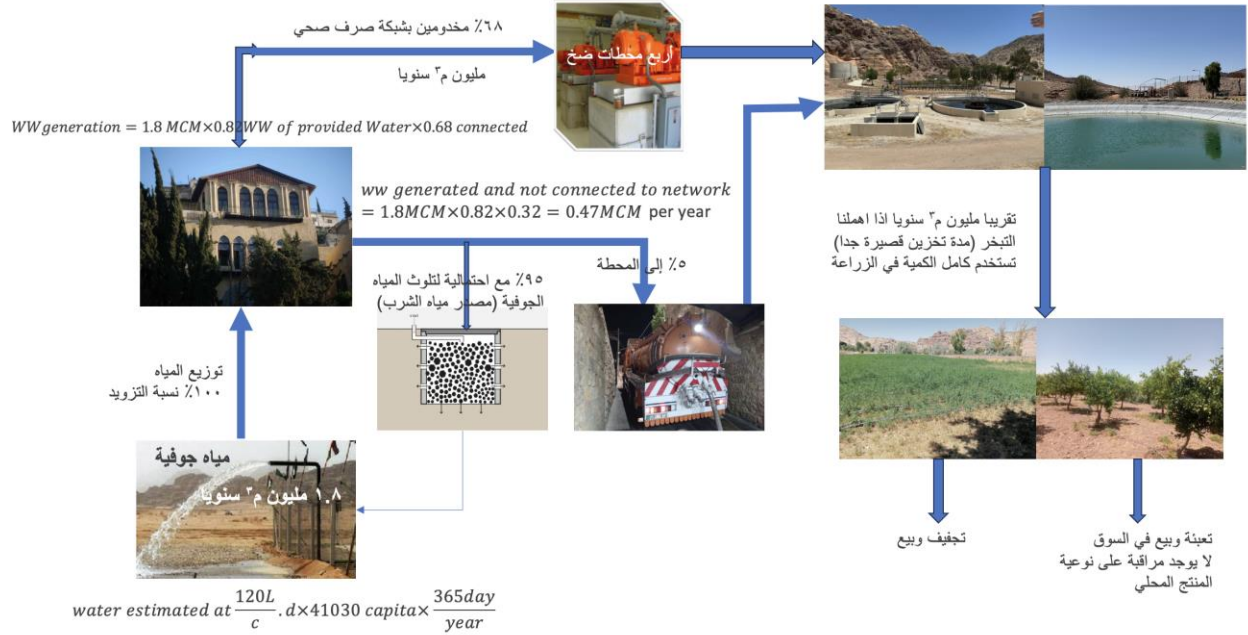 ٦٨٪ مخدومين بشبكة صرف صحي
مليون م³ سنويا
أربع محطات ضخ
WWgeneration = 1.8 MCM×0.82WW of provided Water×0.68 connected
ww generated and not connected to network
= 1.8MCM×0.82×0.32 = 0.47MCM per year
٩٥٪ مع احتمالية لتلوث المياه
الجوفية (مصدر مياه الشرب)
٥٪ إلى المحطة
تقريبا مليون م³ سنويا اذا اهملنا
التبخر (مدة تخزين قصيرة جدا)
تستخدم كامل الكمية في الزراعة
توزيع المياه
١٠٠٪ نسبة التزويد
مياه جوفية
١.٨ مليون م³ سنويا
تجفيف وبيع
تعبئة وبيع في السوق
لا يوجد مراقبة على نوعية
المنتج المحلي
water estimated at 120L/c . d×41030 capita× 365day/year